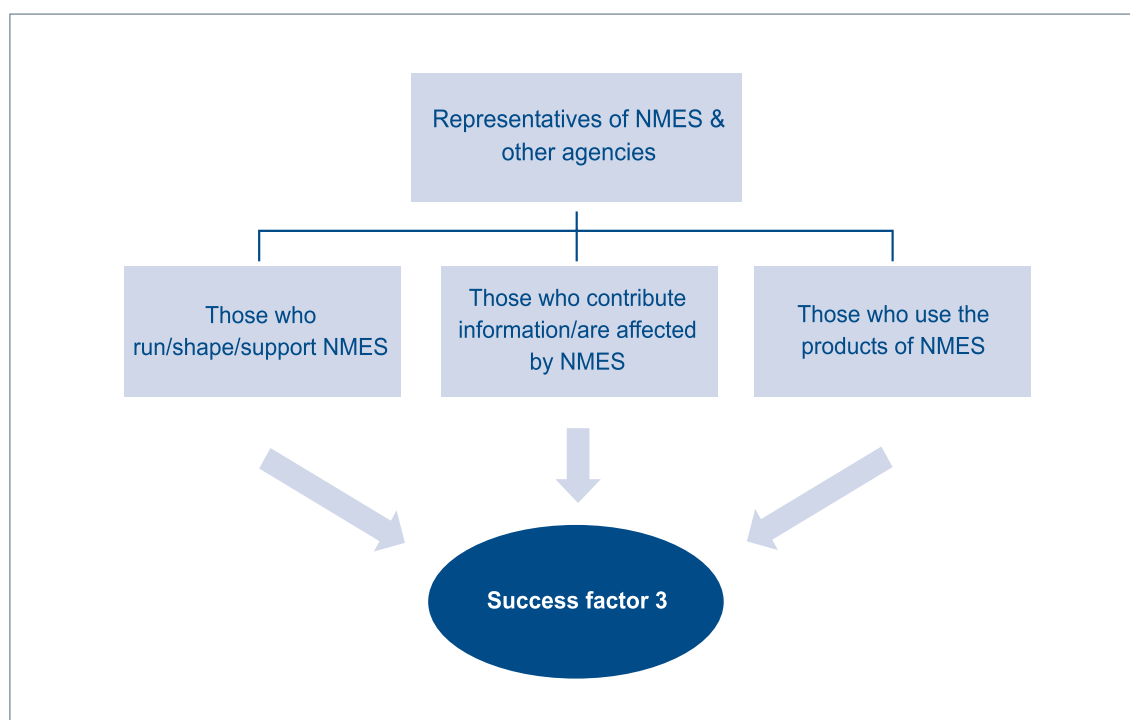 Representatives of NMES &
other agencies
Those who
run/shape/support NMES
Those who contribute
information/are affected
by NMES
Those who use the
products of NMES
Success factor 3